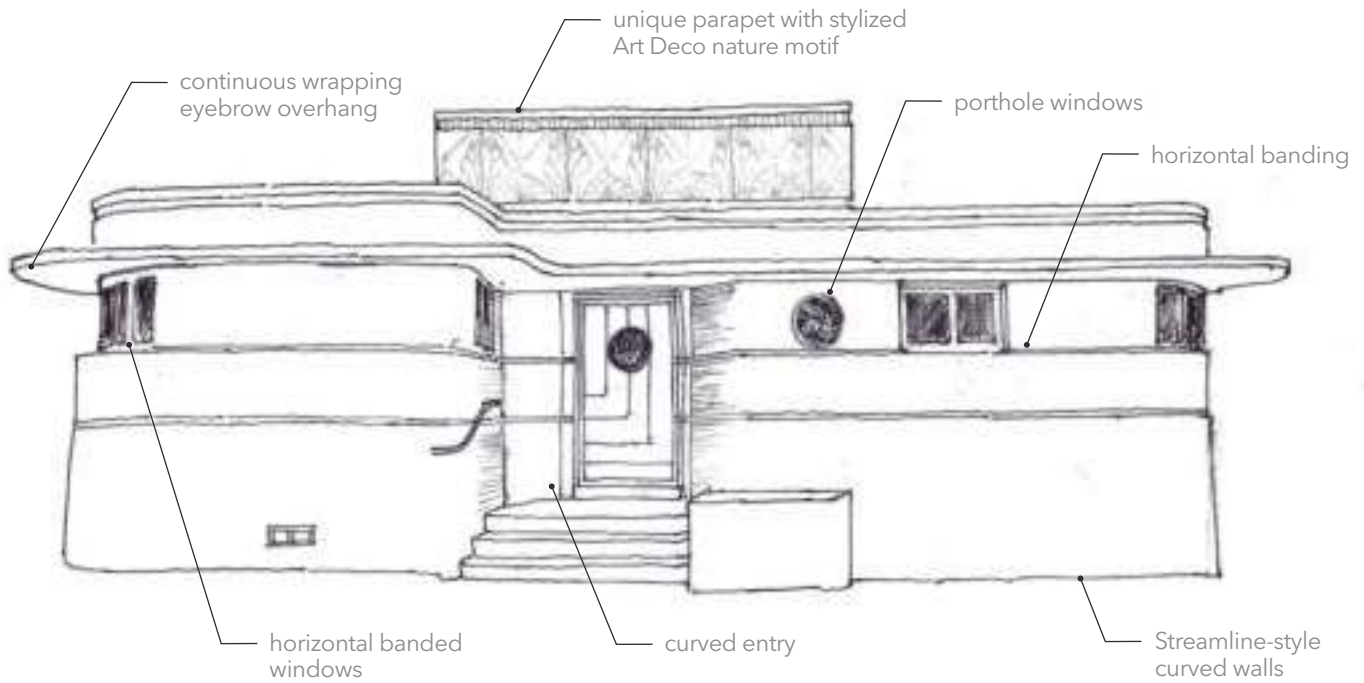 unique parapet with stylized
Art Deco nature motif
continuous wrapping
eyebrow overhang
porthole windows
horizontal banding
horizontal banded
windows
curved entry
Streamline-style
curved walls